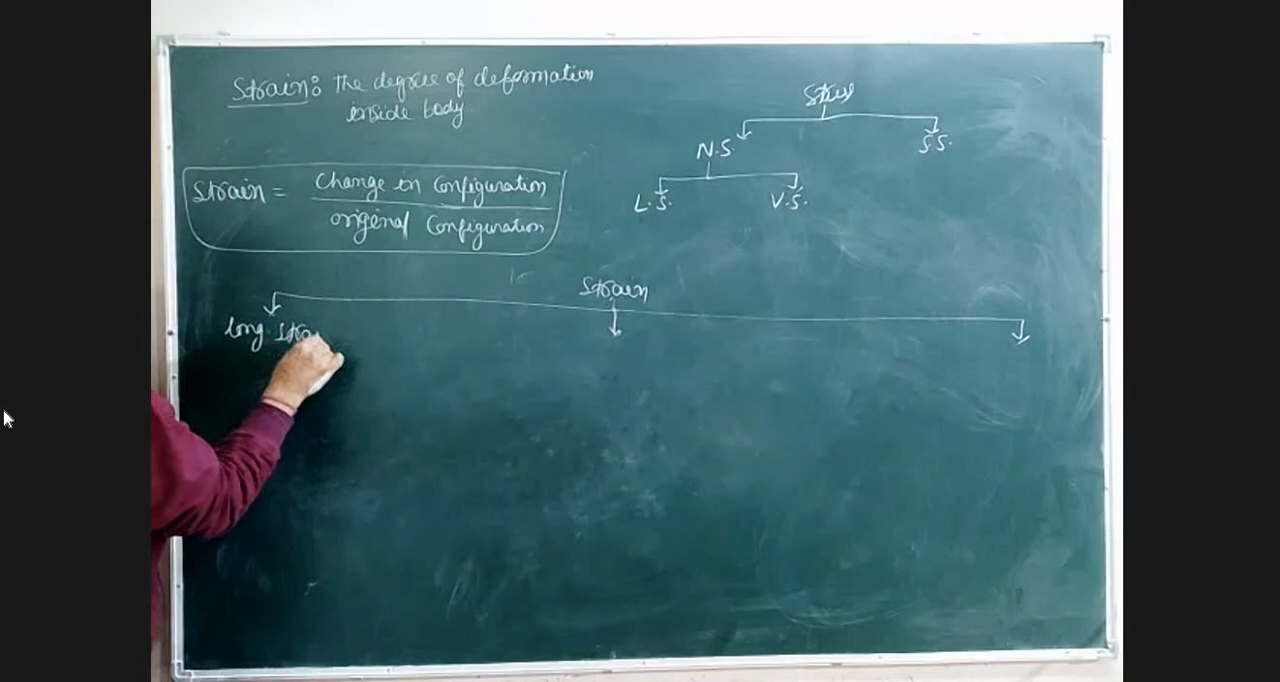 Strain: the degree of deformation
inside body
Stress
N.S. S.S.
L.S. V.S.
Strain = Change in Configuration
original Configuration
Strain
long. Stra